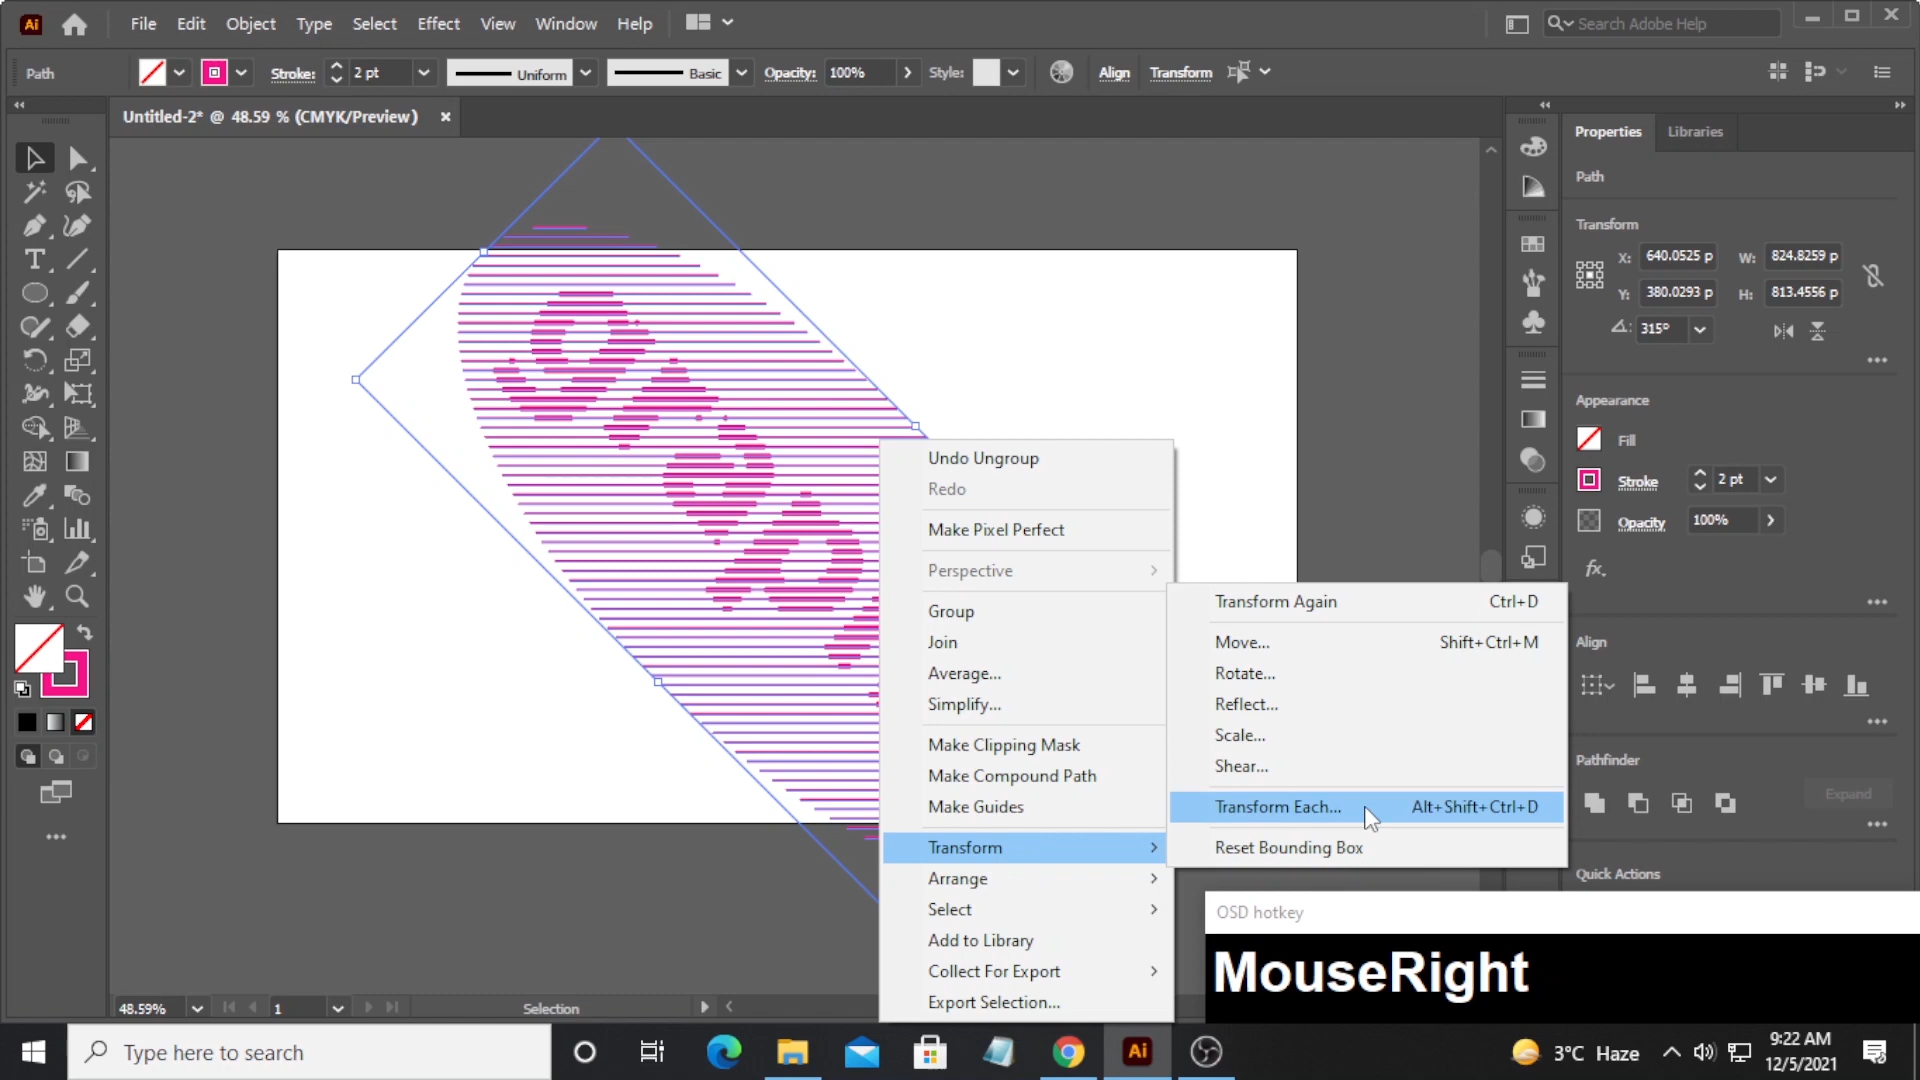 Ai File Edit Object Type Select Effect View Window Help Search Adobe Help
Path Stroke: 2 pt Uniform Basic Opacity: 100% Style: Align Transform
Untitled-2* @ 48.59 % (CMYK/Preview) ×
Properties Libraries
Path
Transform
X: 640.0525 p W: 824.8259 p
Y: 380.0293 p H: 813.4556 p
315°
Appearance
Fill
Stroke 2 pt
Opacity 100%
fx.
Align
Pathfinder
Expand
Quick Actions
Undo Ungroup
Redo
Make Pixel Perfect
Perspective
Group
Join
Average...
Simplify...
Make Clipping Mask
Make Compound Path
Make Guides
Transform
Arrange
Select
Add to Library
Collect For Export
Export Selection...
Transform Again Ctrl+D
Move... Shift+Ctrl+M
Rotate...
Reflect...
Scale...
Shear...
Transform Each... Alt+Shift+Ctrl+D
Reset Bounding Box
OSD hotkey
MouseRight
48.59% 1 Selection
Type here to search
Ai
3°C Haze
9:22 AM
12/5/2021